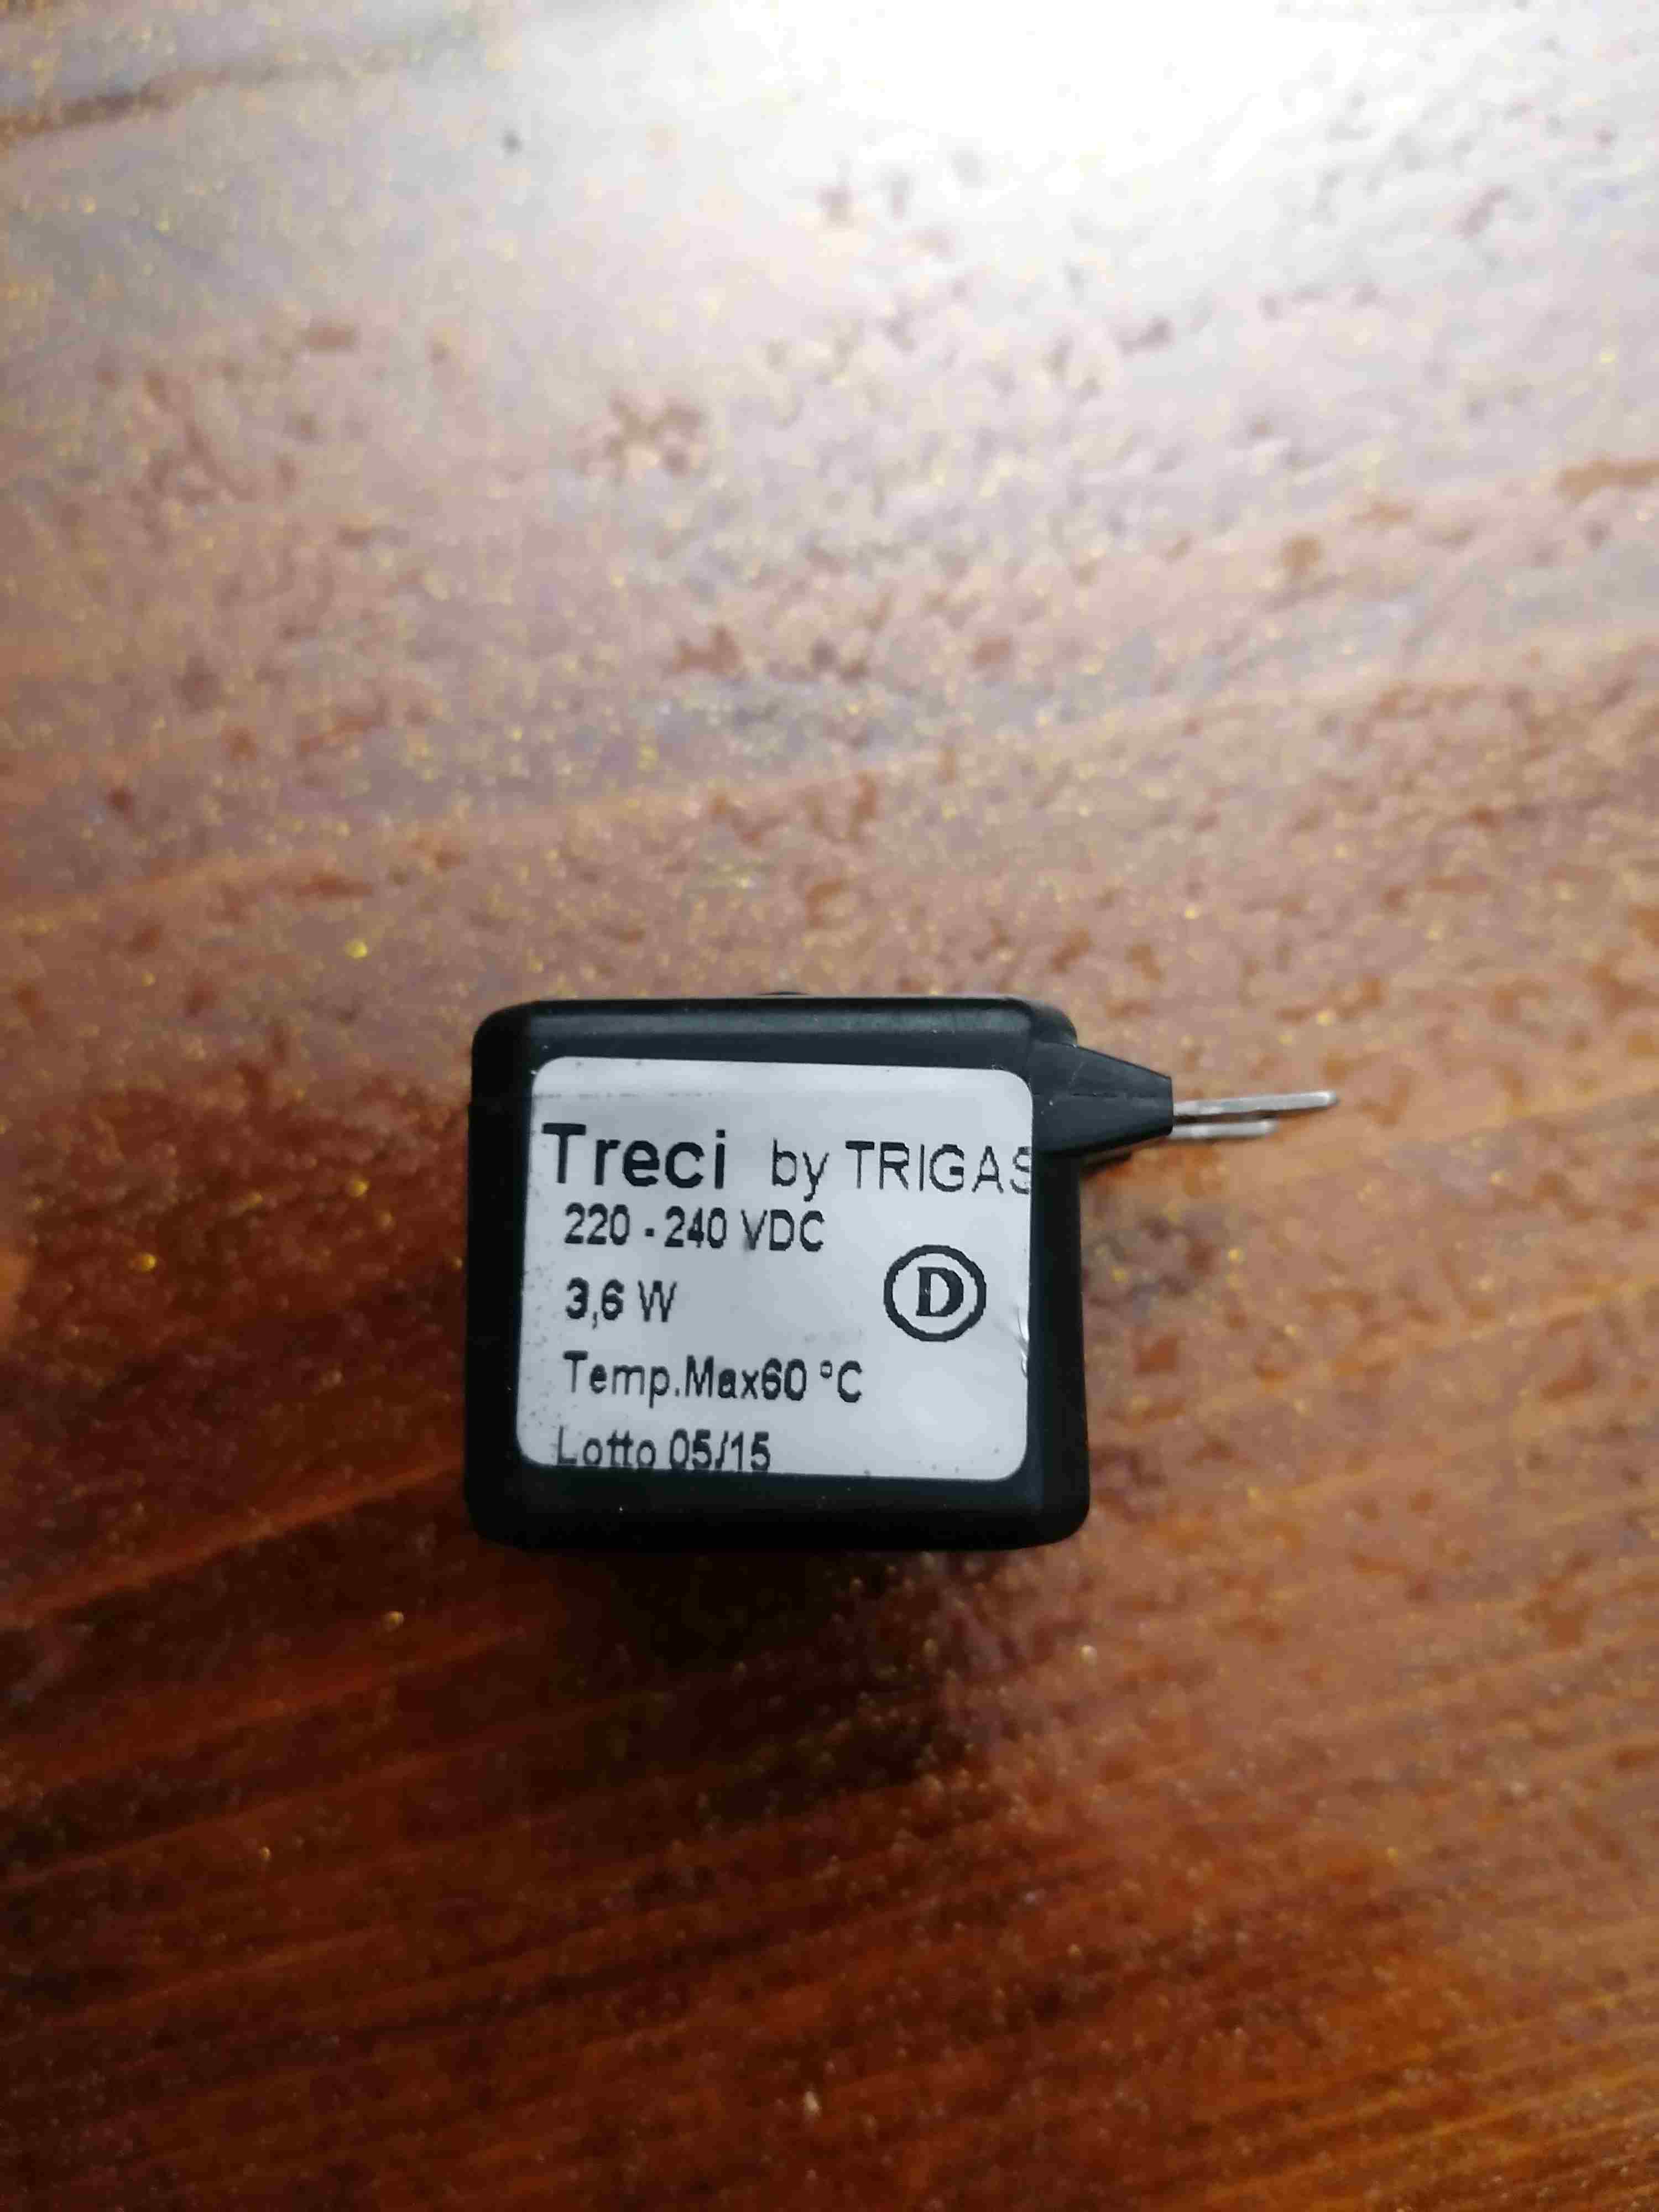 Treci by TRIGAS
220 - 240 VDC
D
3,6 W
Temp.Max60 °C
Lotto 05/15